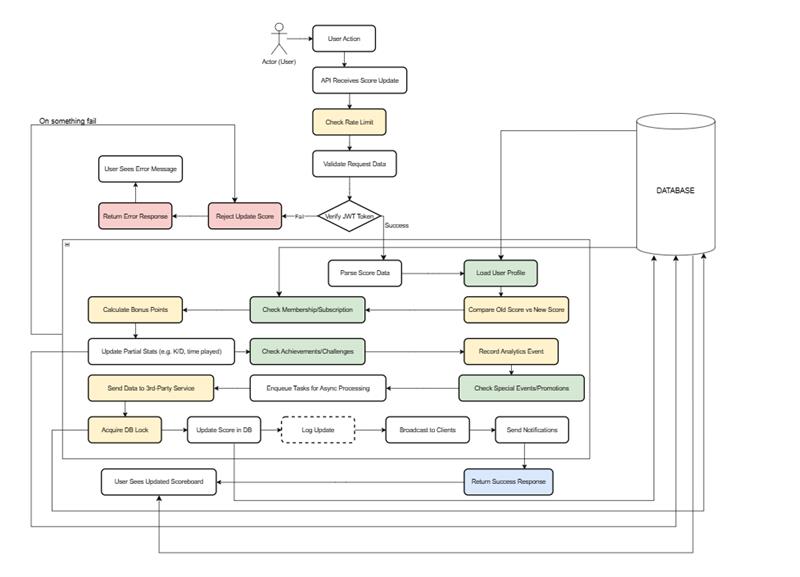 User Action
Actor (User)
API Receives Score Update
Check Rate Limit
On something fail
Validate Request Data
User Sees Error Message
DATABASE
Return Error Response
Reject Update Score
Fail
Verify JWT Token
Success
Parse Score Data
Load User Profile
Calculate Bonus Points
Check Membership/Subscription
Compare Old Score vs New Score
Update Partial Stats (e.g. K/D, time played)
Check Achievements/Challenges
Record Analytics Event
Send Data to 3rd-Party Service
Enqueue Tasks for Async Processing
Check Special Events/Promotions
Acquire DB Lock
Update Score in DB
Log Update
Broadcast to Clients
Send Notifications
User Sees Updated Scoreboard
Return Success Response